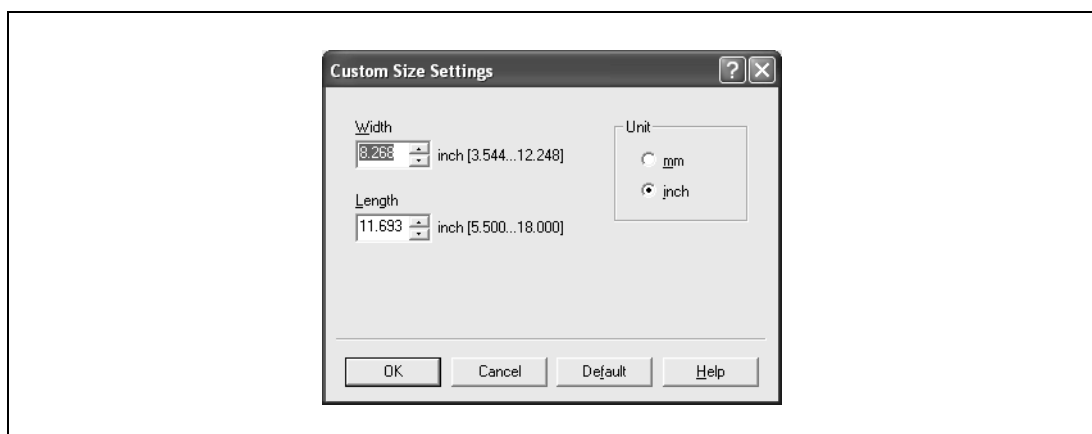 Custom Size Settings
Width
8.268 inch [3.544...12.248]
Length
11.693 inch [5.500...18.000]
Unit
mm
inch
OK Cancel Default Help